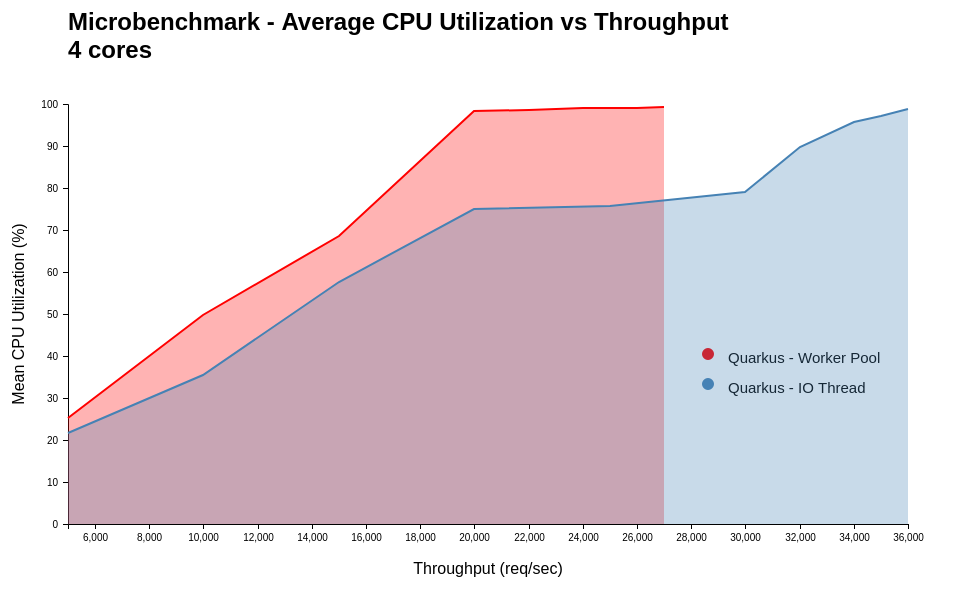 Microbenchmark - Average CPU Utilization vs Throughput
4 cores
100
90
80
70
60
50
40
30
20
10
0
Mean CPU Utilization (%)
Quarkus - Worker Pool
Quarkus - IO Thread
6,000 8,000 10,000 12,000 14,000 16,000 18,000 20,000 22,000 24,000 26,000 28,000 30,000 32,000 34,000 36,000
Throughput (req/sec)